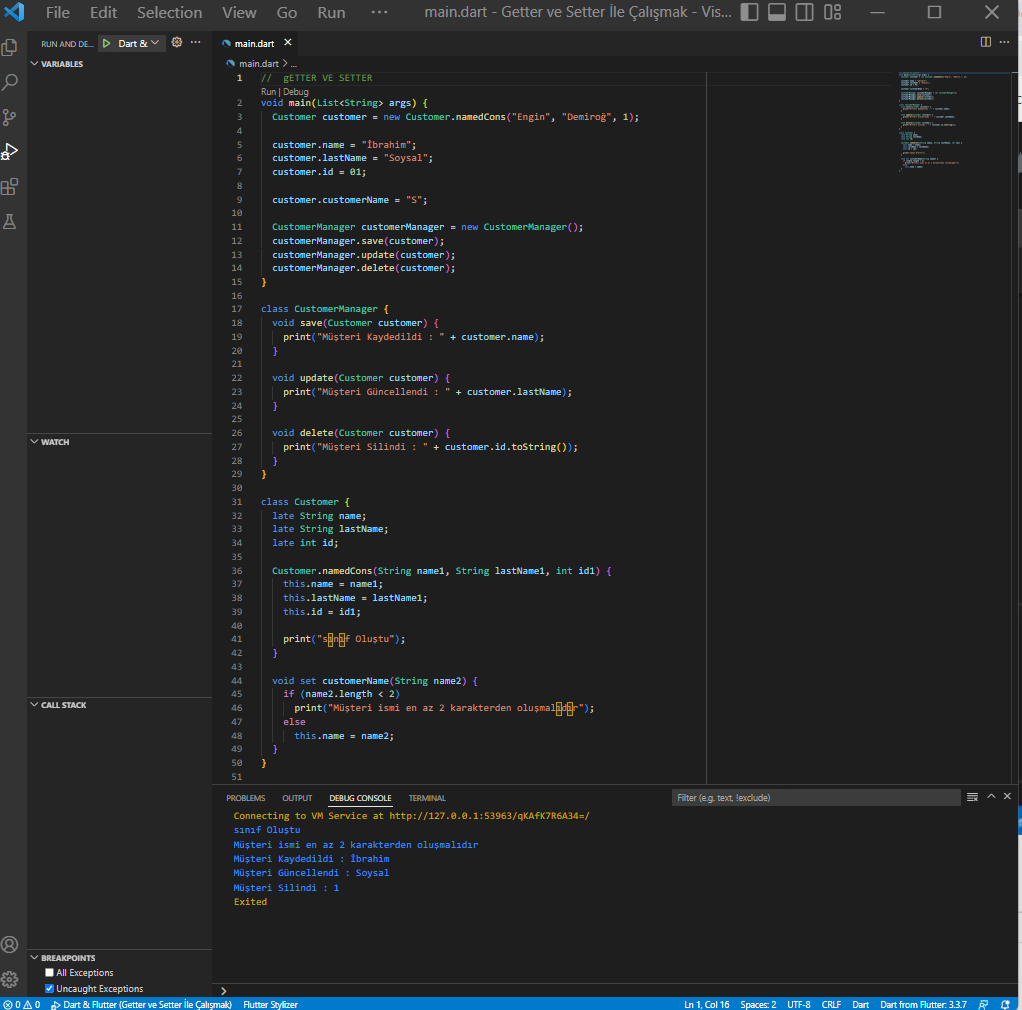 File Edit Selection View Go Run ··· main.dart - Getter ve Setter İle Çalışmak - Vis...
RUN AND DE... Dart & ···
main.dart
VARIABLES
main.dart > ...
1 // gETTER VE SETTER
Run | Debug
2 void main(List<String> args) {
3 Customer customer = new Customer.namedCons("Engin", "Demiroğ", 1);
4
5 customer.name = "İbrahim";
6 customer.lastName = "Soysal";
7 customer.id = 01;
8
9 customer.customerName = "S";
10
11 CustomerManager customerManager = new CustomerManager();
12 customerManager.save(customer);
13 customerManager.update(customer);
14 customerManager.delete(customer);
15 }
16
17 class CustomerManager {
18 void save(Customer customer) {
19 print("Müşteri Kaydedildi : " + customer.name);
20 }
21
22 void update(Customer customer) {
23 print("Müşteri Güncellendi : " + customer.lastName);
24 }
25
26 void delete(Customer customer) {
27 print("Müşteri Silindi : " + customer.id.toString());
28 }
29 }
30
31 class Customer {
32 late String name;
33 late String lastName;
34 late int id;
35
36 Customer.namedCons(String name1, String lastName1, int id1) {
37 this.name = name1;
38 this.lastName = lastName1;
39 this.id = id1;
40
41 print("sınıf Oluştu");
42 }
43
44 void set customerName(String name2) {
45 if (name2.length < 2)
46 print("Müşteri ismi en az 2 karakterden oluşmalıdır");
47 else
48 this.name = name2;
49 }
50 }
51
WATCH
CALL STACK
BREAKPOINTS
All Exceptions
Uncaught Exceptions
PROBLEMS OUTPUT DEBUG CONSOLE TERMINAL Filter (e.g. text, !exclude)
Connecting to VM Service at http://127.0.0.1:53963/qKAfK7R6A34=/
sınıf Oluştu
Müşteri ismi en az 2 karakterden oluşmalıdır
Müşteri Kaydedildi : İbrahim
Müşteri Güncellendi : Soysal
Müşteri Silindi : 1
Exited
>
0 0 Dart & Flutter (Getter ve Setter İle Çalışmak) Flutter Stylizer Ln 1, Col 16 Spaces: 2 UTF-8 CRLF Dart Dart from Flutter: 3.3.7